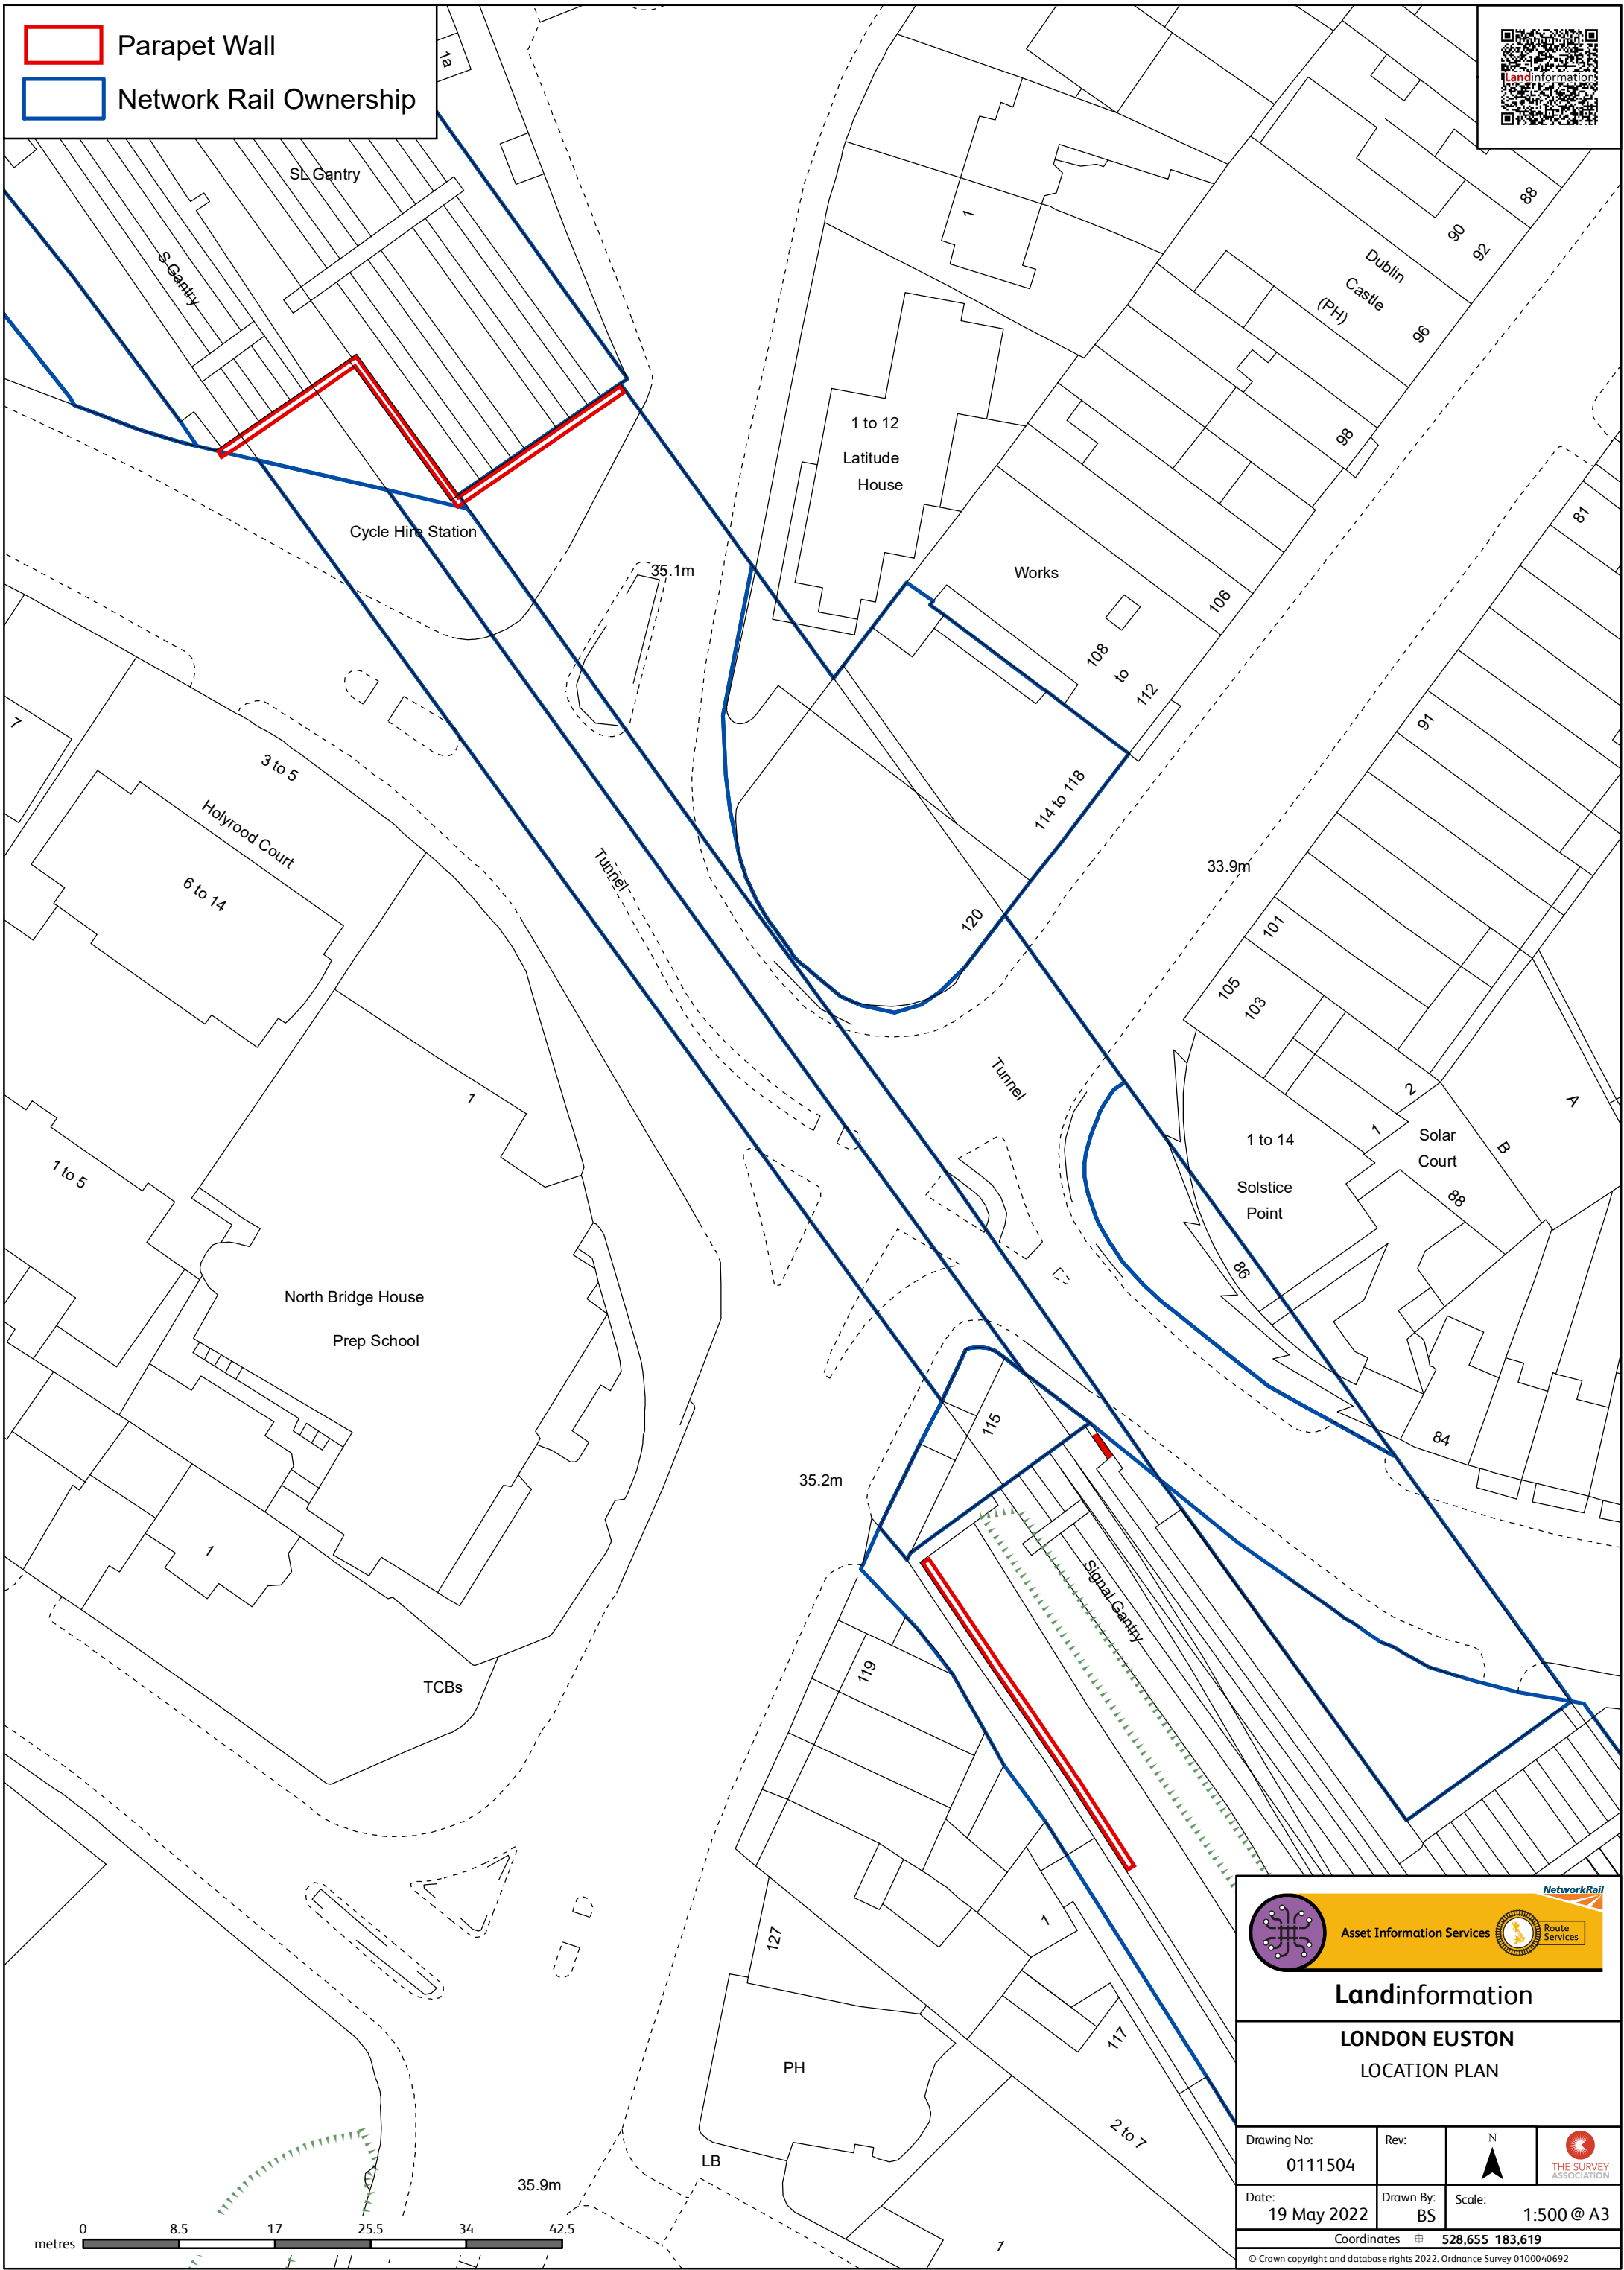 Parapet Wall
Network Rail Ownership
Landinformation
1a
SL Gantry
S Gantry
1
88
90
92
Dublin
Castle
(PH)
96
98
1 to 12
Latitude
House
Cycle Hire Station
35.1m
Works
106
108
to
112
81
91
7
3 to 5
Holyrood Court
6 to 14
Tunnel
114 to 118
120
33.9m
101
105
103
Tunnel
1
2
A
1 to 14
1
Solar
Court
B
1 to 5
Solstice
Point
88
86
North Bridge House
Prep School
115
84
35.2m
1
Signal Gantry
119
TCBs
127
1
117
PH
2 to 7
LB
35.9m
1
metres
0 8.5 17 25.5 34 42.5
NetworkRail
Asset Information Services
Route
Services
Landinformation
LONDON EUSTON
LOCATION PLAN
Drawing No:
0111504
Rev:
N
THE SURVEY
ASSOCIATION
Date:
19 May 2022
Drawn By:
BS
Scale:
1:500 @ A3
Coordinates 528,655 183,619
© Crown copyright and database rights 2022. Ordnance Survey 0100040692